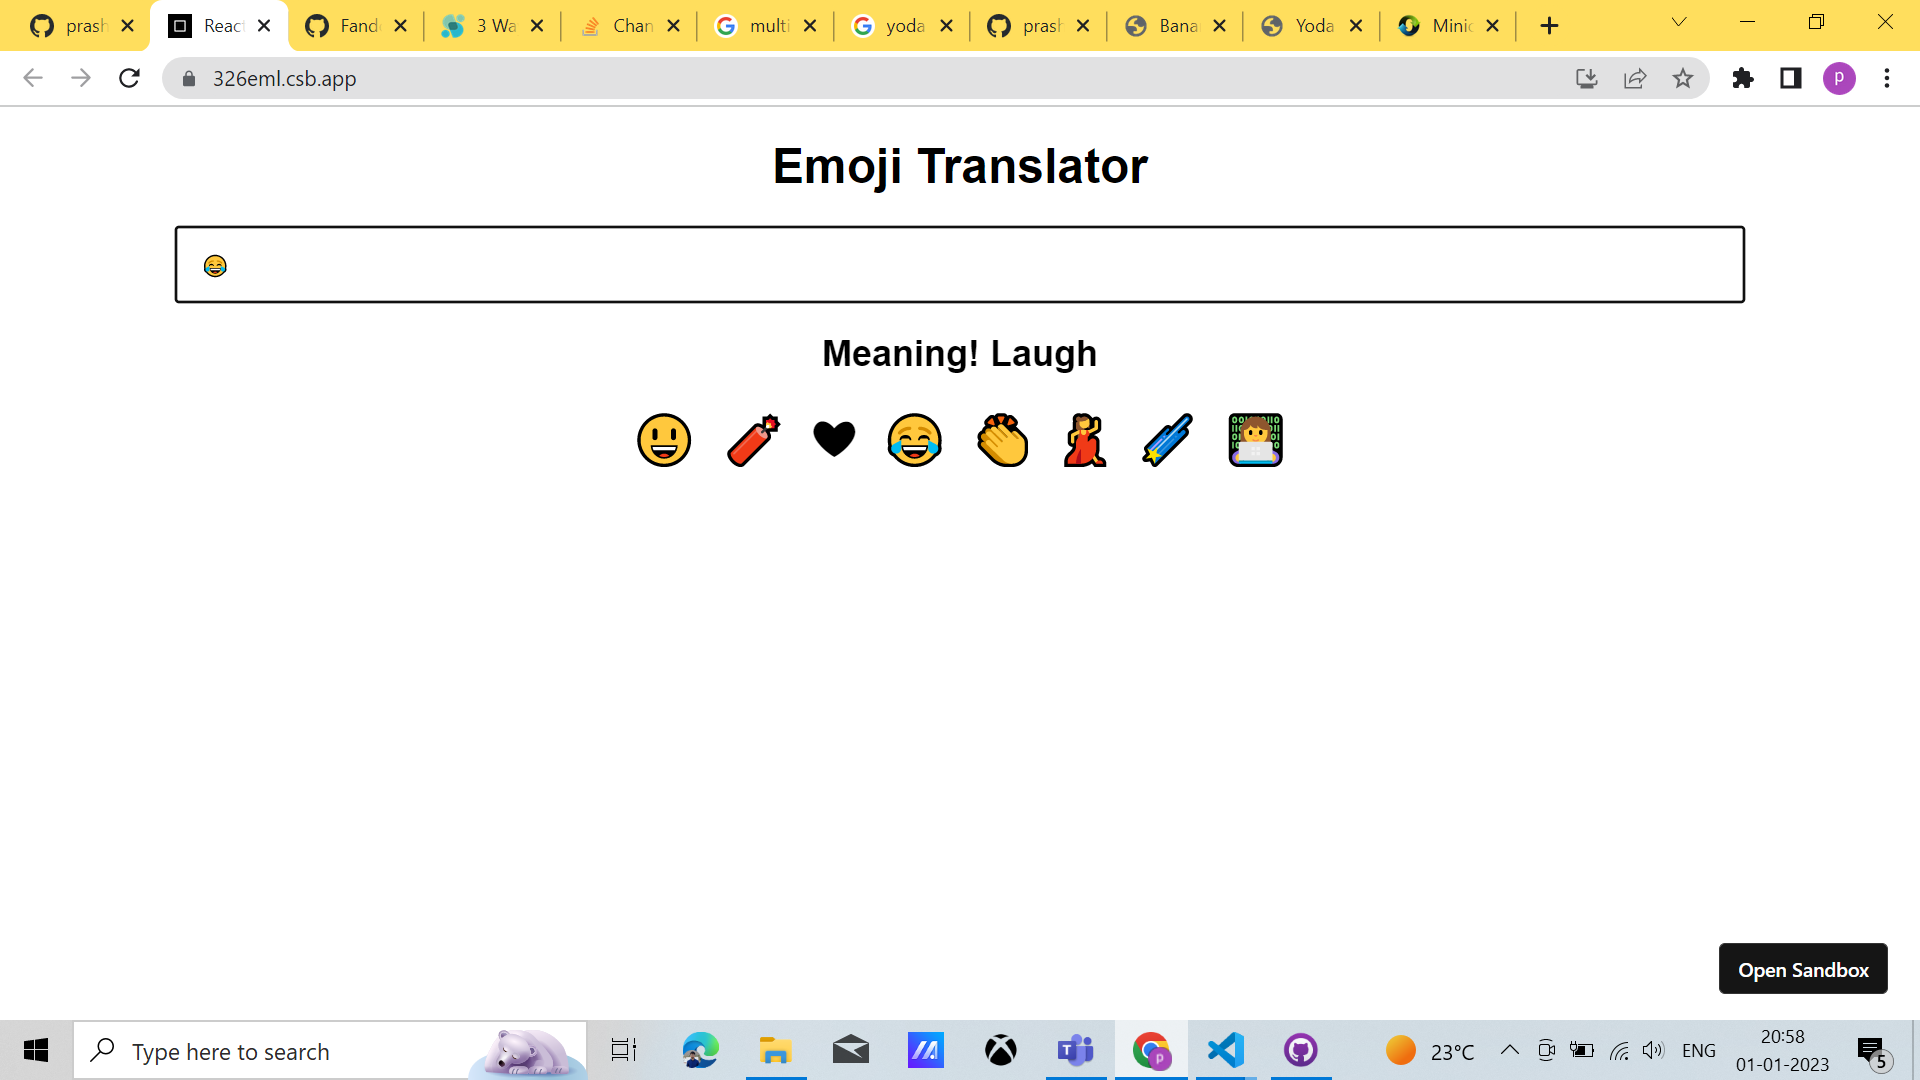 prash
React
Fand
3 Wa
Chan
multi
yoda
prash
Bana
Yoda
Minic
326eml.csb.app
p
Emoji Translator
😂
Meaning! Laugh
😃 🧨 🖤 😂 👏 💃 ☄️ 👩‍💻
Open Sandbox
Type here to search
p
23°C
ENG
20:58
01-01-2023
5